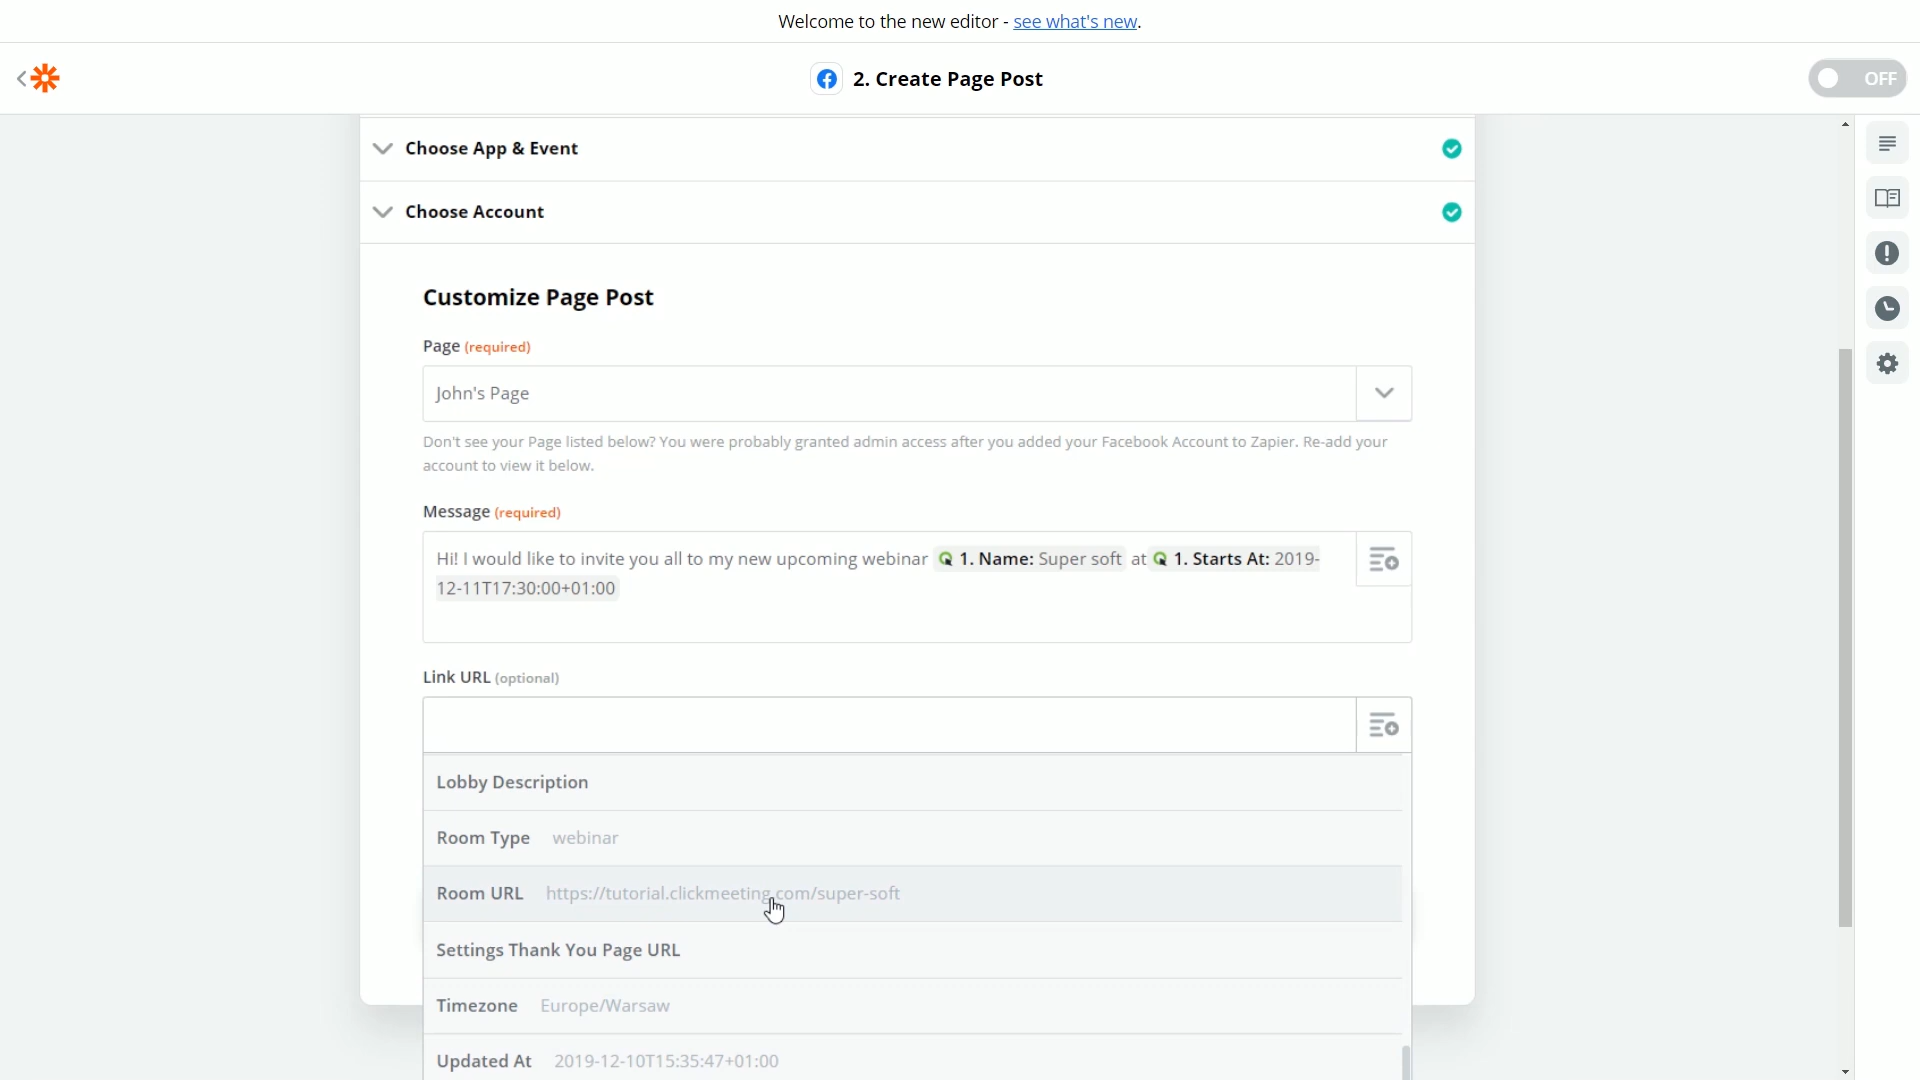 Welcome to the new editor - see what's new.
2. Create Page Post
OFF
Choose App & Event
Choose Account
Customize Page Post
Page (required)
John's Page
Don't see your Page listed below? You were probably granted admin access after you added your Facebook Account to Zapier. Re-add your
account to view it below.
Message (required)
Hi! I would like to invite you all to my new upcoming webinar 1. Name: Super soft at 1. Starts At: 2019-
12-11T17:30:00+01:00
Link URL (optional)
Lobby Description
Room Type webinar
Room URL https://tutorial.clickmeeting.com/super-soft
Settings Thank You Page URL
Timezone Europe/Warsaw
Updated At 2019-12-10T15:35:47+01:00